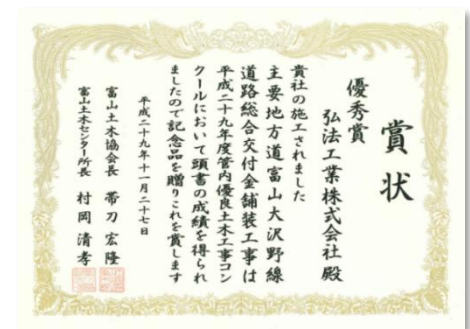 賞状
優秀賞
弘法工業株式会社殿
貴社の施工されました
主要地方道富山大沢野線
道路総合交付金舗装工事は
平成二十九年度管内優良土木工事コン
クールにおいて頭書の成績を得られ
ましたので記念品を贈りこれを賞します
平成二十九年十一月二十七日
富山土木協会長 帯刀宏隆
富山土木センター所長 村岡清孝